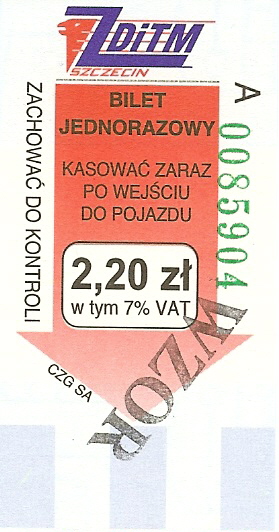 ZDiTM
SZCZECIN
BILET
JEDNORAZOWY
KASOWAĆ ZARAZ
PO WEJŚCIU
DO POJAZDU
2,20 zł
w tym 7% VAT
ZACHOWAĆ DO KONTROLI
A 0085904
CZG SA
WZOR